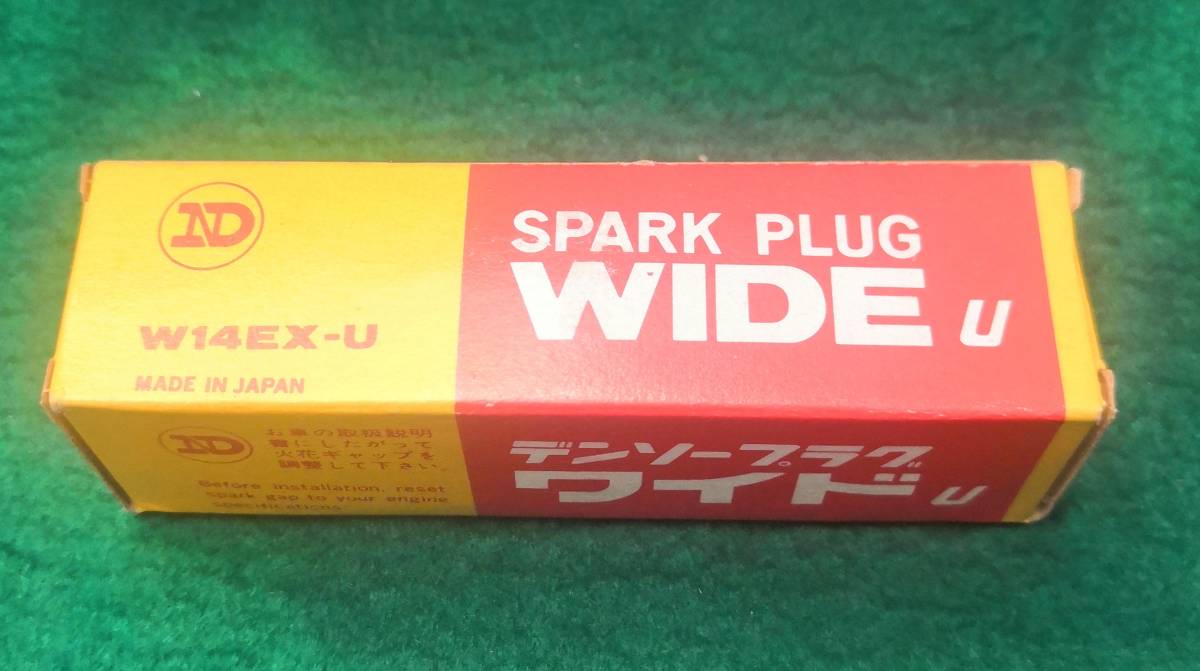 ND
W14EX-U
MADE IN JAPAN
SPARK PLUG
WIDE U
ND
お車の取扱説明
書にしたがって
火花ギャップを
調整して下さい。
Before installation, reset
spark gap to your engine
specifications
デンソープラグ
ワイド U